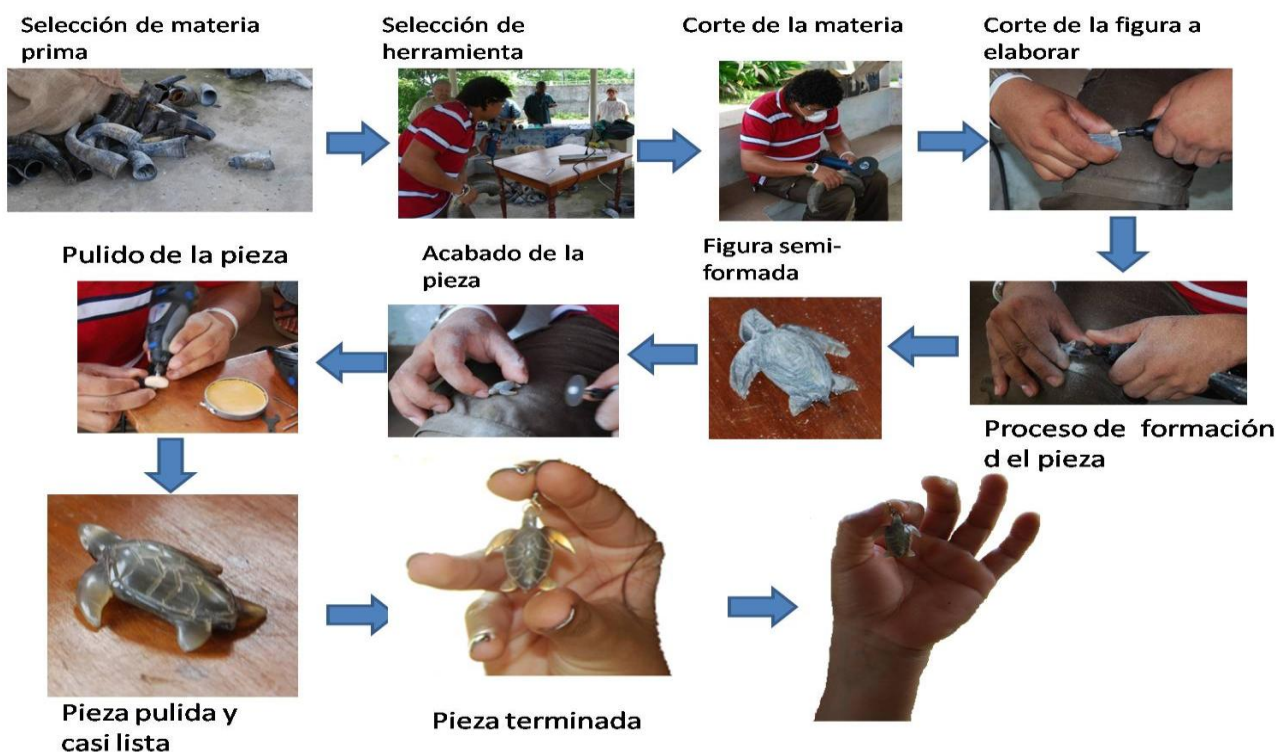 Selección de materia
prima
Selección de
herramienta
Corte de la materia
Corte de la figura a
elaborar
Proceso de formación
d el pieza
Figura semi-
formada
Acabado de la
pieza
Pulido de la pieza
Pieza pulida y
casi lista
Pieza terminada